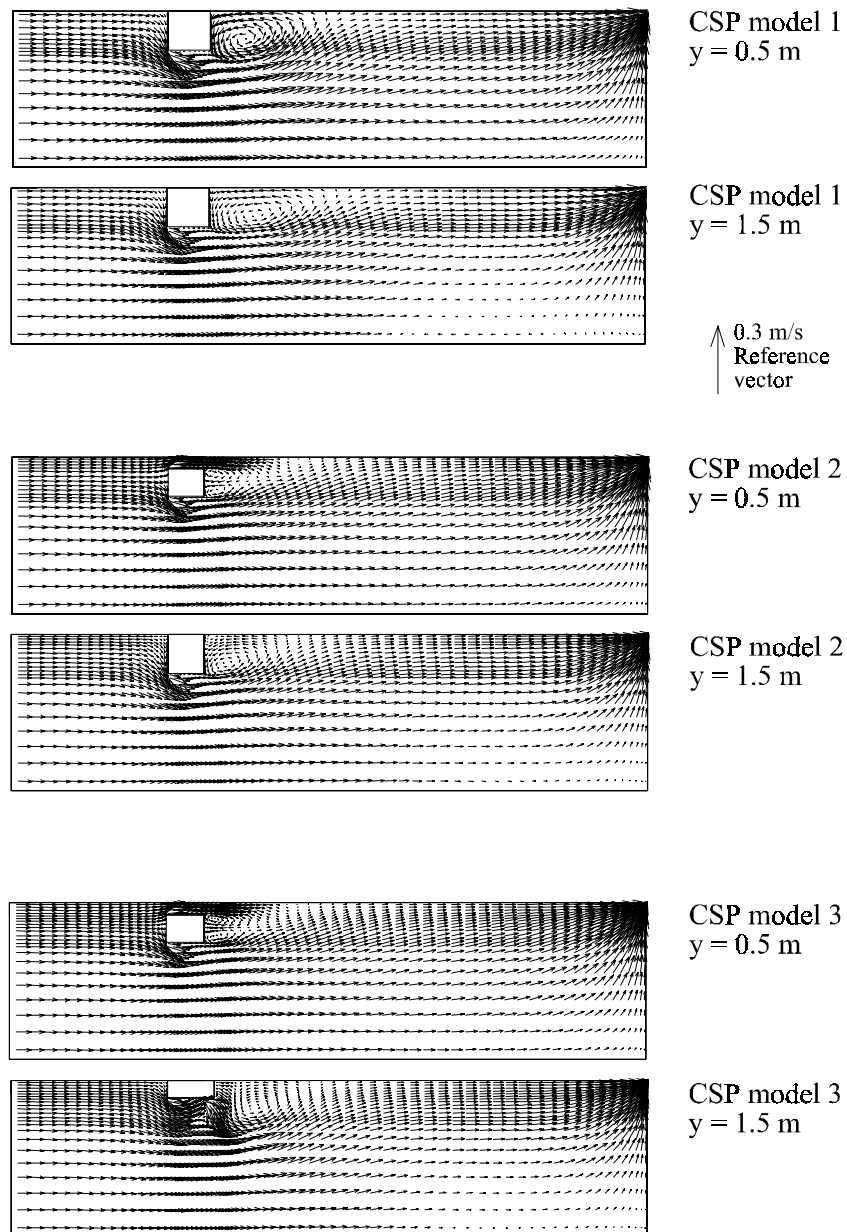 CSP model 1
y = 0.5 m
CSP model 1
y = 1.5 m
0.3 m/s
Reference
vector
CSP model 2
y = 0.5 m
CSP model 2
y = 1.5 m
CSP model 3
y = 0.5 m
CSP model 3
y = 1.5 m